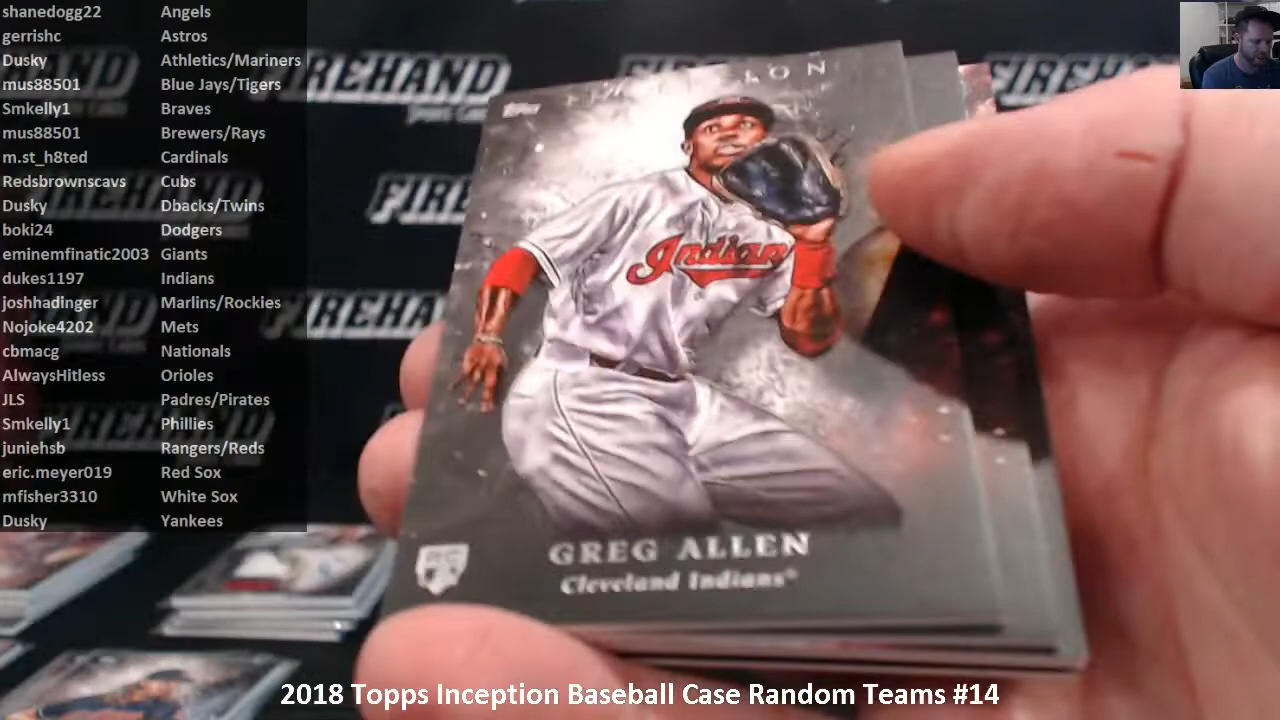 shanedogg22 Angels
gerrishc Astros
Dusky Athletics/Mariners
mus88501 Blue Jays/Tigers
Smkelly1 Braves
mus88501 Brewers/Rays
m.st_h8ted Cardinals
Redsbrownscavs Cubs
Dusky Dbacks/Twins
boki24 Dodgers
eminemfinatic2003 Giants
dukes1197 Indians
joshhadinger Marlins/Rockies
Nojoke4202 Mets
cbmacg Nationals
AlwaysHitless Orioles
JLS Padres/Pirates
Smkelly1 Phillies
juniehsb Rangers/Reds
eric.meyer019 Red Sox
mfisher3310 White Sox
Dusky Yankees
FIREHAND
FIREHAND
Topps
Indians
GREG ALLEN
Cleveland Indians®
2018 Topps Inception Baseball Case Random Teams #14